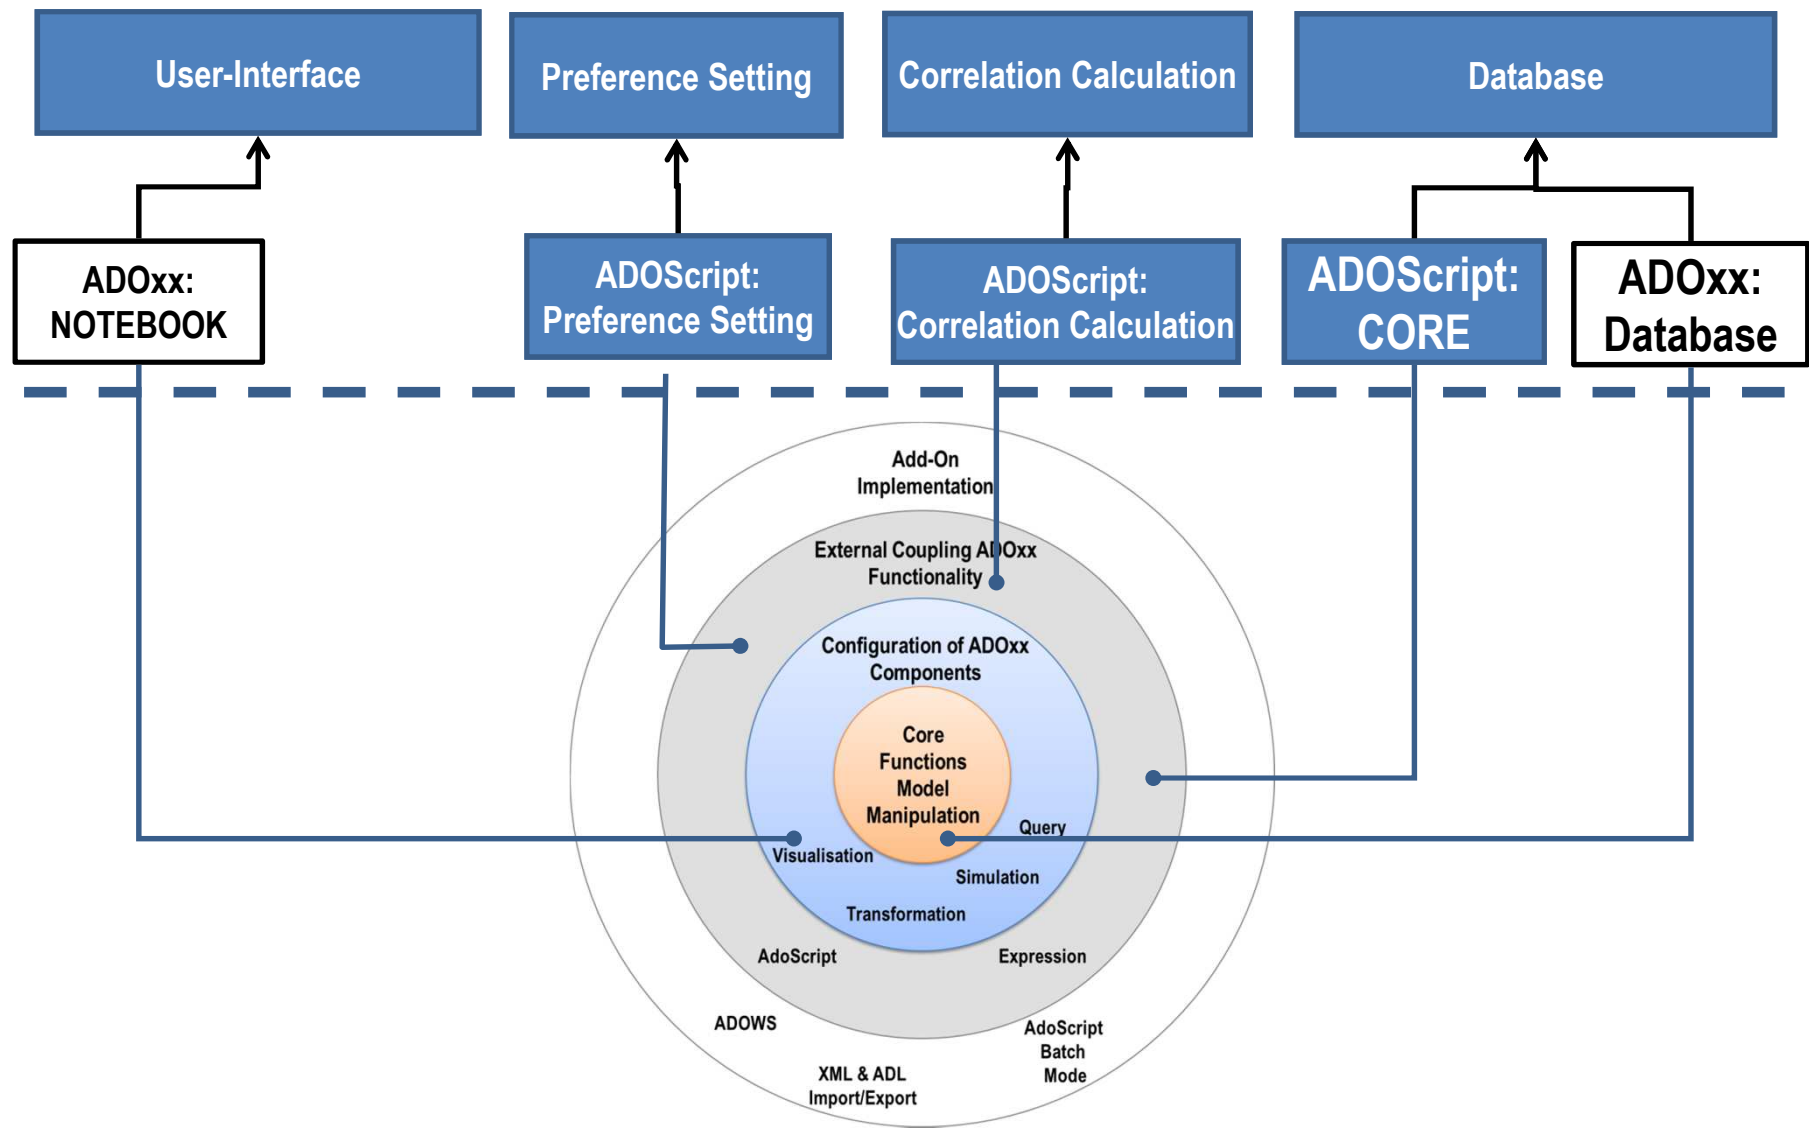 User-Interface
Preference Setting
Correlation Calculation
Database
ADOxx:
NOTEBOOK
ADOScript:
Preference Setting
ADOScript:
Correlation Calculation
ADOScript:
CORE
ADOxx:
Database
Add-On
Implementation
External Coupling ADOxx
Functionality
Configuration of ADOxx
Components
Core
Functions
Model
Manipulation
Query
Visualisation
Simulation
Transformation
AdoScript
Expression
ADOWS
AdoScript
Batch
Mode
XML & ADL
Import/Export